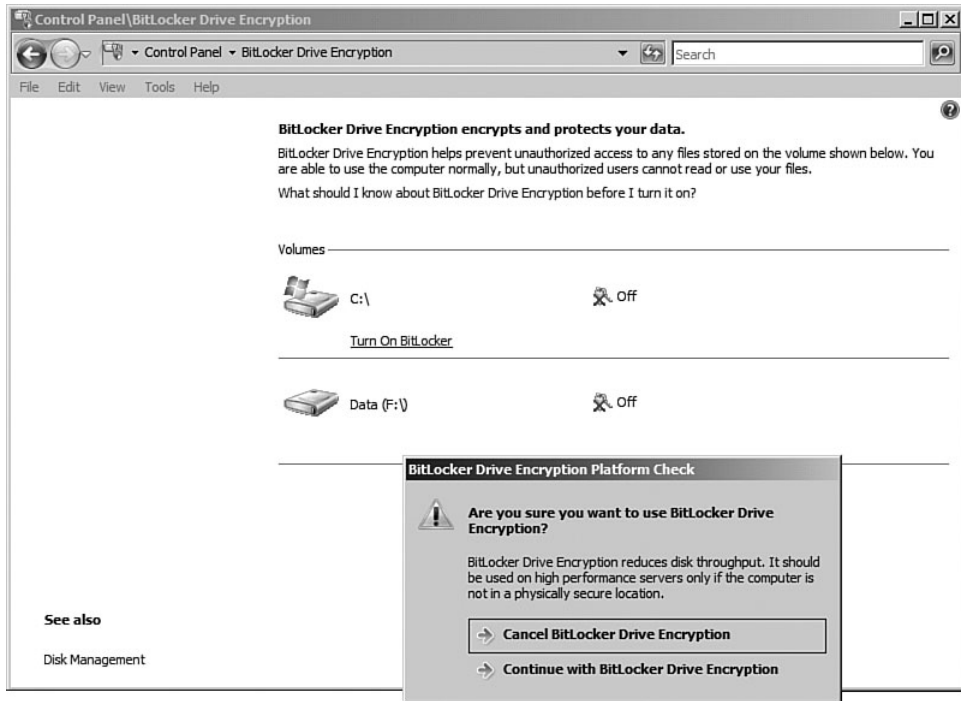 Control Panel\BitLocker Drive Encryption
Control Panel BitLocker Drive Encryption
Search
File Edit View Tools Help
BitLocker Drive Encryption encrypts and protects your data.
BitLocker Drive Encryption helps prevent unauthorized access to any files stored on the volume shown below. You
are able to use the computer normally, but unauthorized users cannot read or use your files.
What should I know about BitLocker Drive Encryption before I turn it on?
Volumes
C:\ Off
Turn On BitLocker
Data (F:\) Off
BitLocker Drive Encryption Platform Check
Are you sure you want to use BitLocker Drive
Encryption?
BitLocker Drive Encryption reduces disk throughput. It should
be used on high performance servers only if the computer is
not in a physically secure location.
Cancel BitLocker Drive Encryption
Continue with BitLocker Drive Encryption
See also
Disk Management